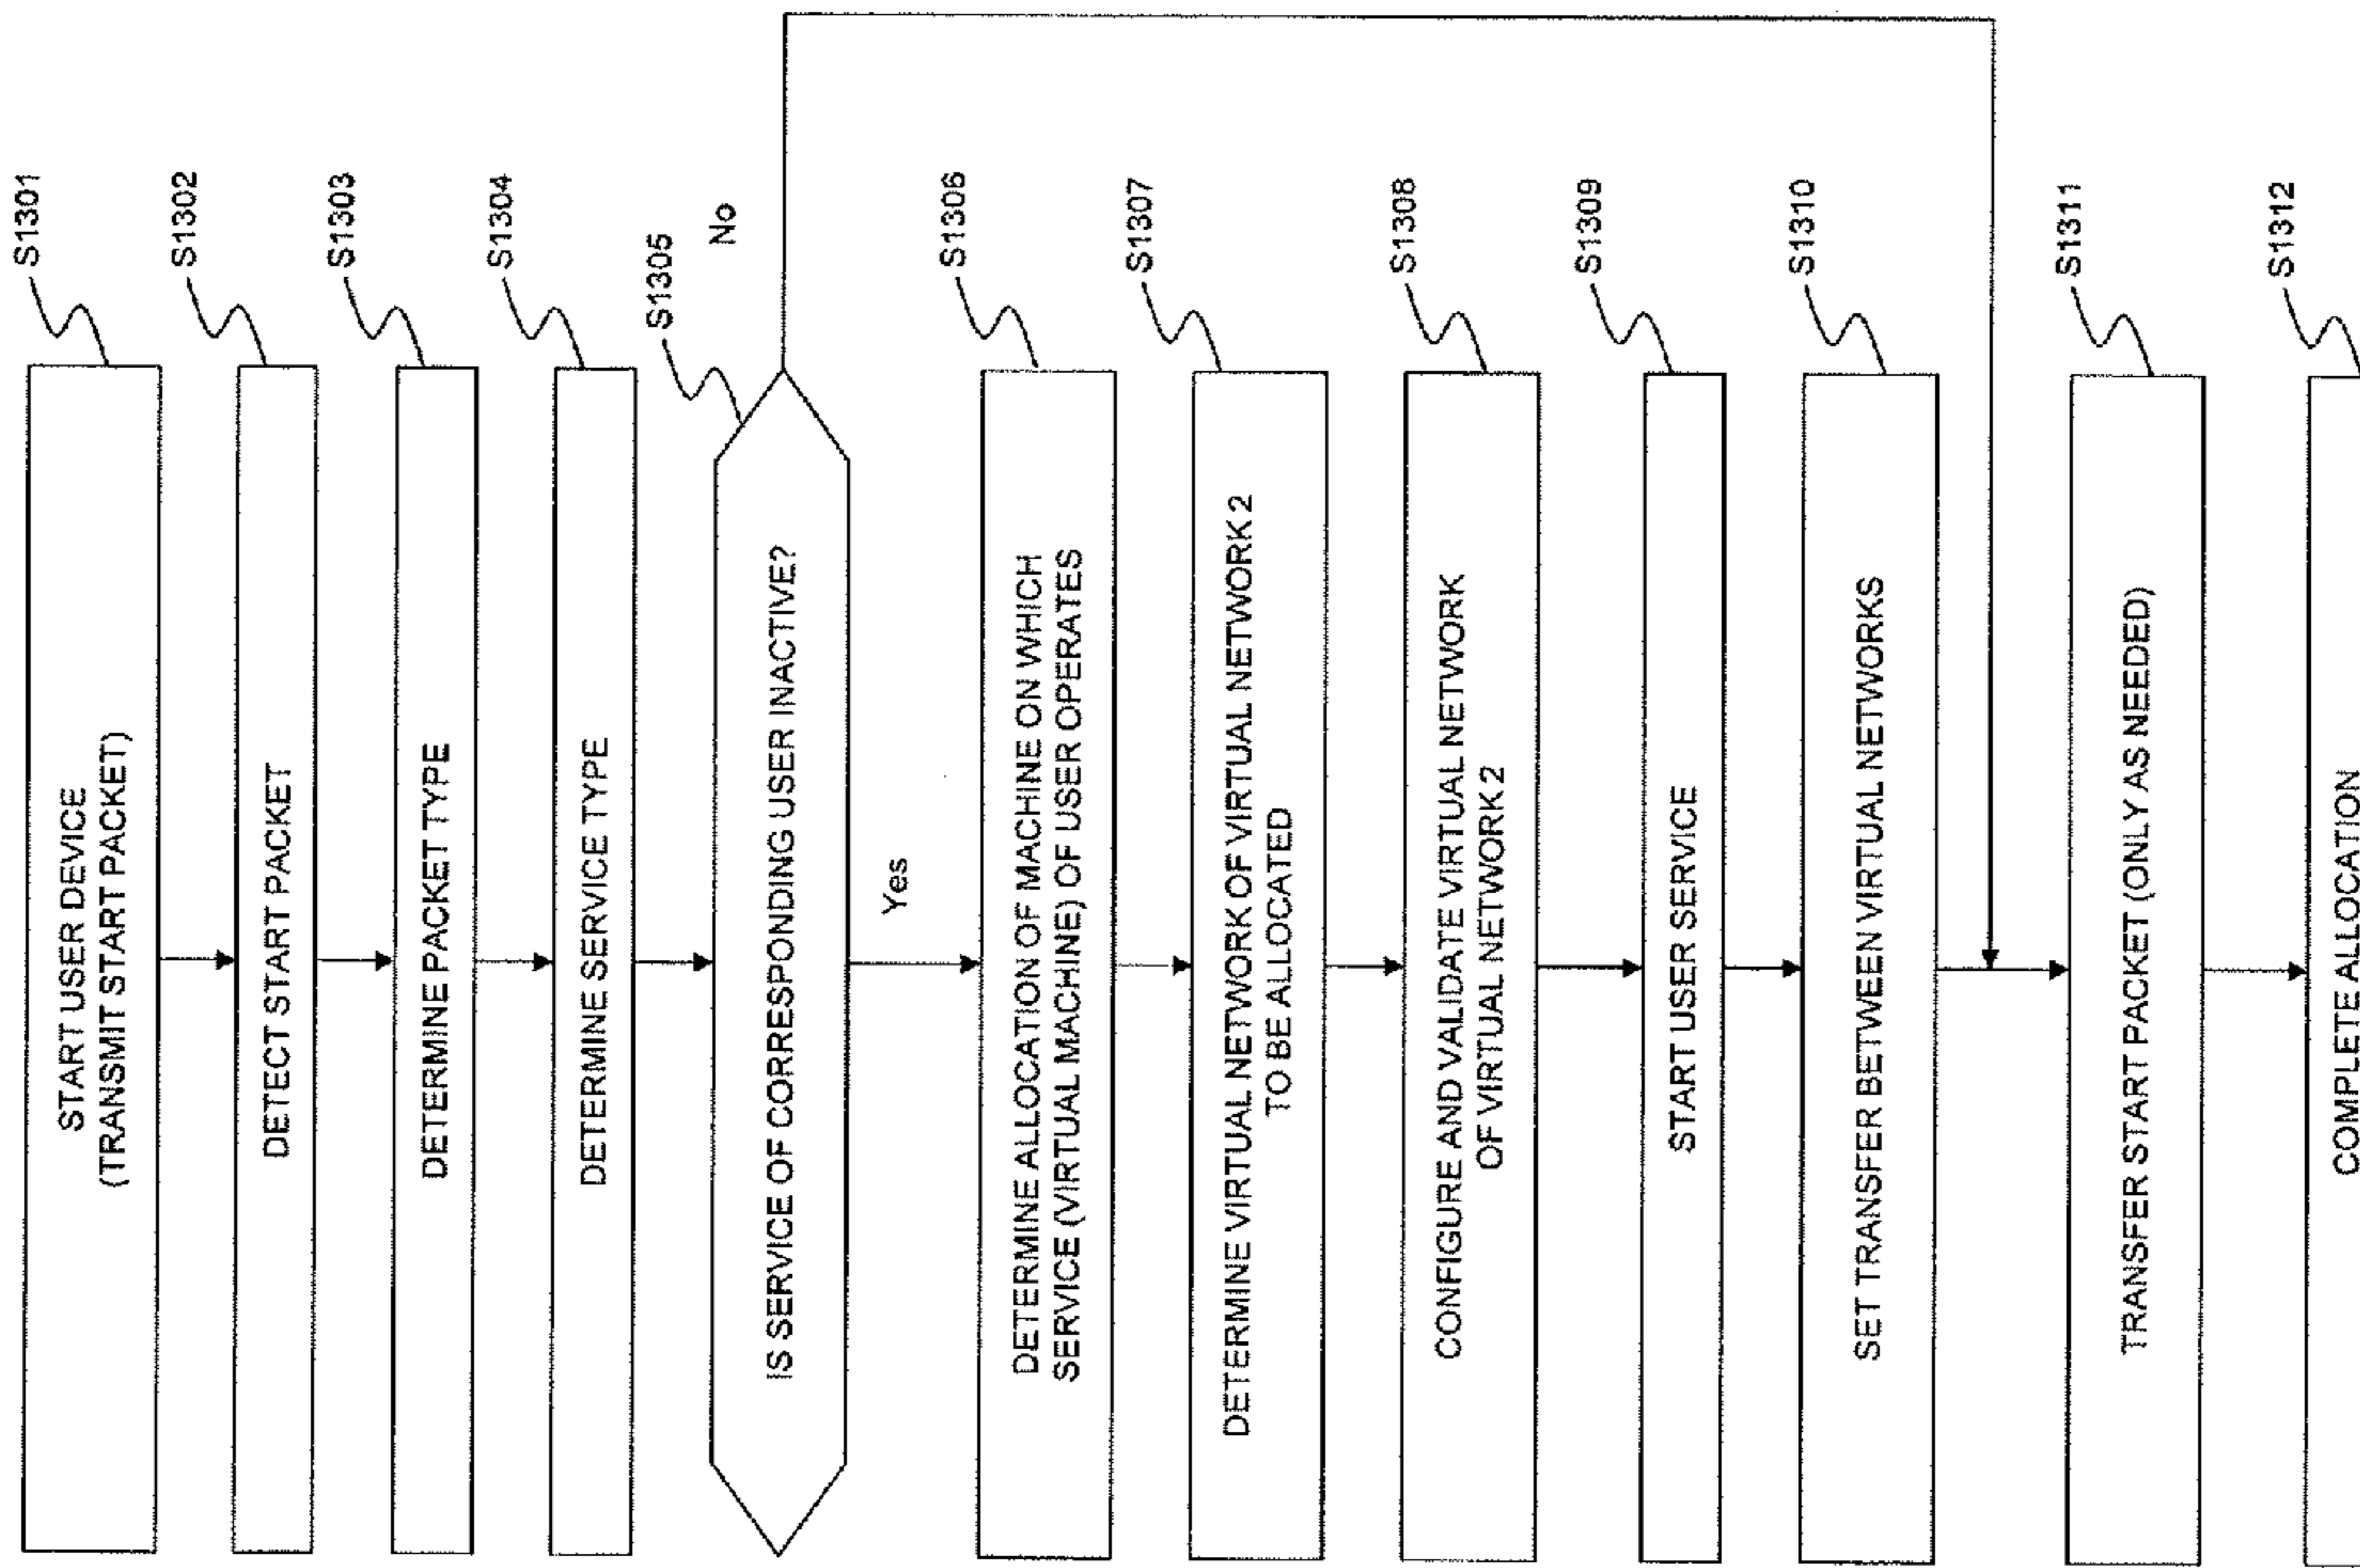 S1301
START USER DEVICE
(TRANSMIT START PACKET)
S1302
DETECT START PACKET
S1303
DETERMINE PACKET TYPE
S1304
DETERMINE SERVICE TYPE
S1305
IS SERVICE OF CORRESPONDING USER INACTIVE?
No
Yes
S1306
DETERMINE ALLOCATION OF MACHINE ON WHICH
SERVICE (VIRTUAL MACHINE) OF USER OPERATES
S1307
DETERMINE VIRTUAL NETWORK OF VIRTUAL NETWORK 2
TO BE ALLOCATED
S1308
CONFIGURE AND VALIDATE VIRTUAL NETWORK
OF VIRTUAL NETWORK 2
S1309
START USER SERVICE
S1310
SET TRANSFER BETWEEN VIRTUAL NETWORKS
S1311
TRANSFER START PACKET (ONLY AS NEEDED)
S1312
COMPLETE ALLOCATION